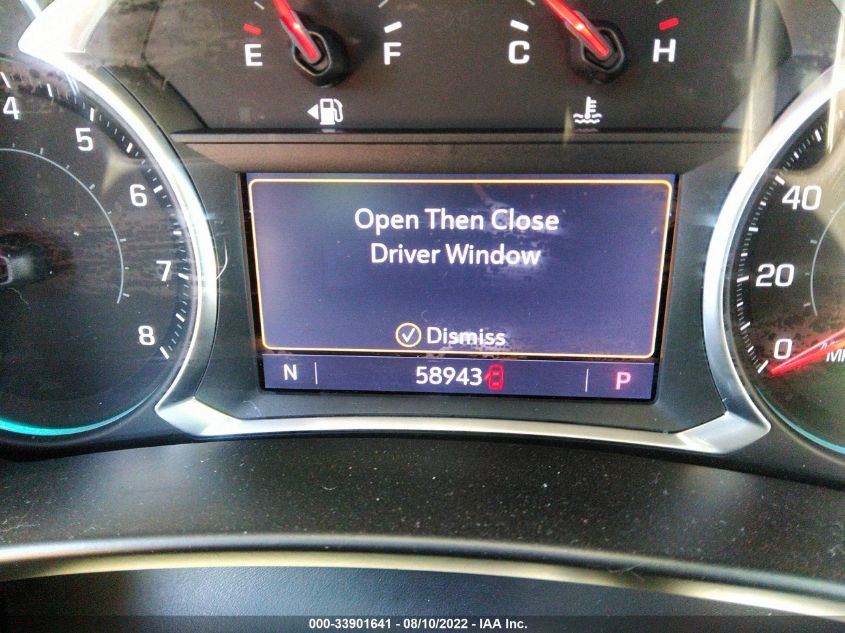 E F C H
4
5
6
7
8
Open Then Close
Driver Window
Dismiss
N 58943 P
40
20
0
000-33901641 - 08/10/2022 - IAA Inc.